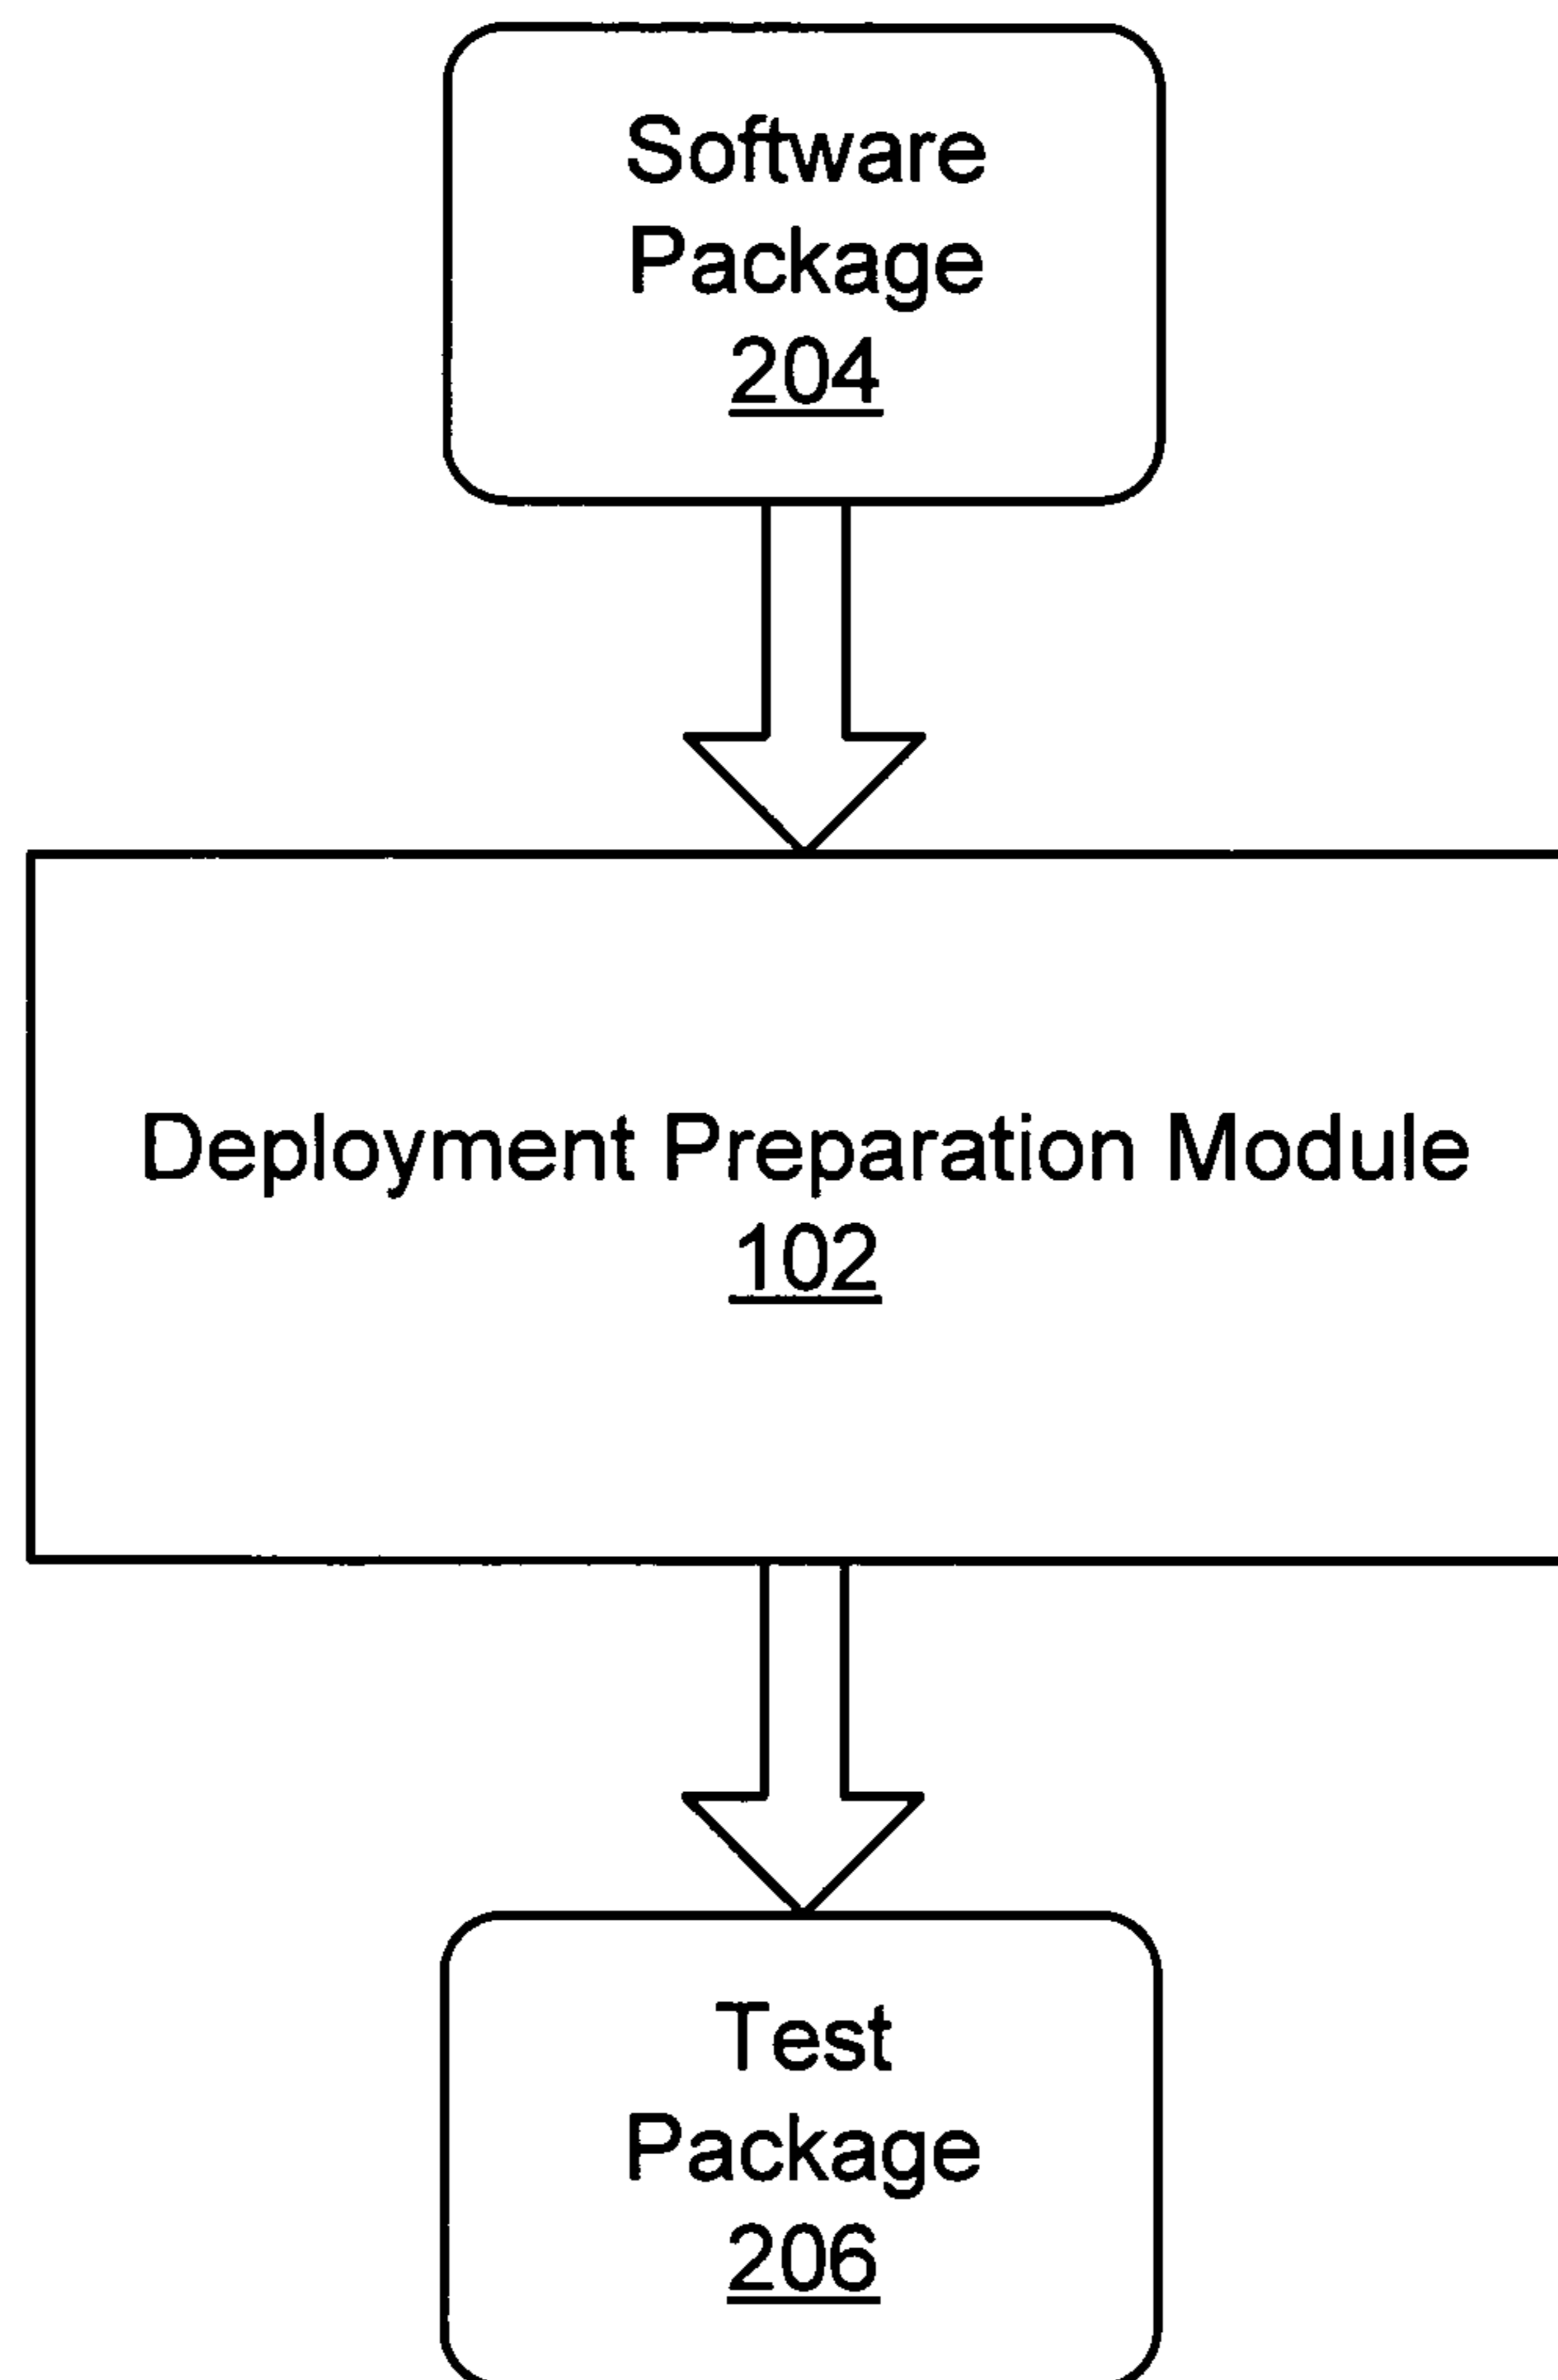 Software
Package
204
Deployment Preparation Module
102
Test
Package
206